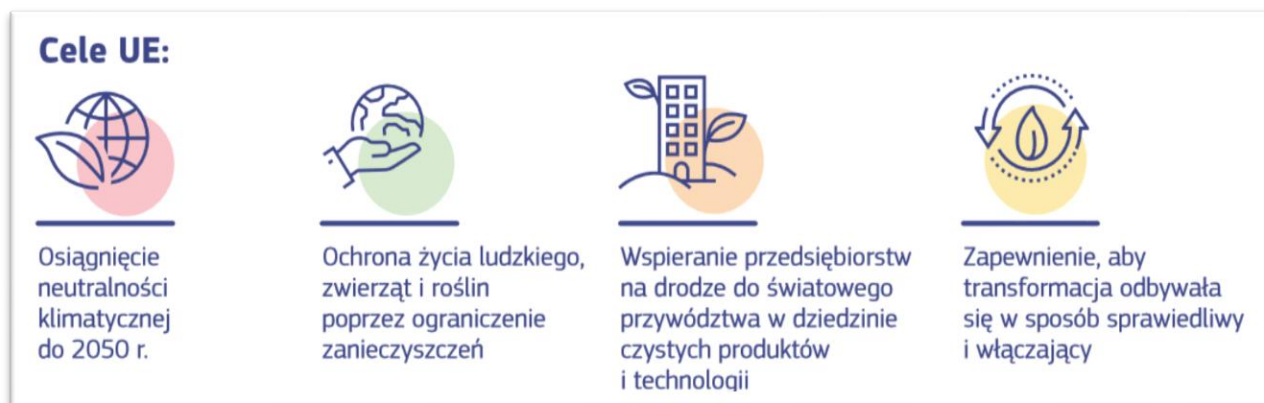 Cele UE:
Osiągnięcie
neutralności
klimatycznej
do 2050 r.
Ochrona życia ludzkiego,
zwierząt i roślin
poprzez ograniczenie
zanieczyszczeń
Wspieranie przedsiębiorstw
na drodze do światowego
przywództwa w dziedzinie
czystych produktów
i technologii
Zapewnienie, aby
transformacja odbywała
się w sposób sprawiedliwy
i włączający